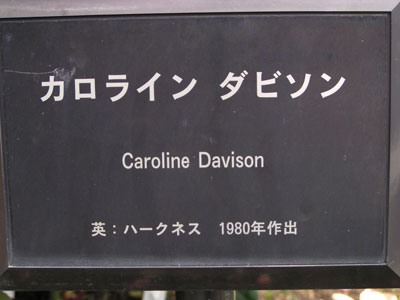 カロライン ダビソン
Caroline Davison
英：ハークネス　1980年作出